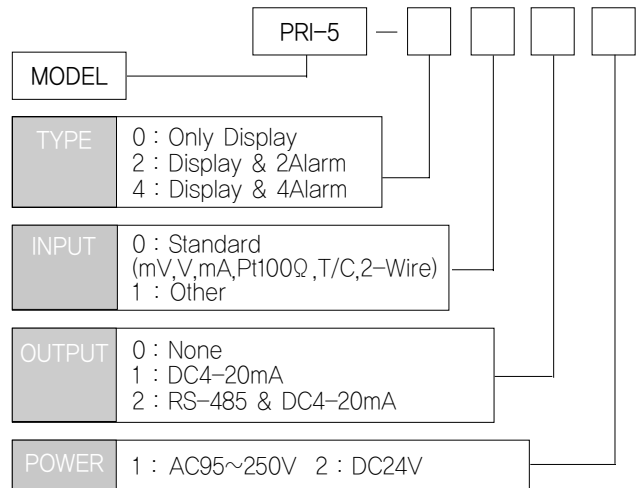 PRI-5 —
MODEL
TYPE
0 : Only Display
2 : Display & 2Alarm
4 : Display & 4Alarm
INPUT
0 : Standard
(mV,V,mA,Pt100Ω,T/C,2-Wire)
1 : Other
OUTPUT
0 : None
1 : DC4-20mA
2 : RS-485 & DC4-20mA
POWER
1 : AC95~250V 2 : DC24V